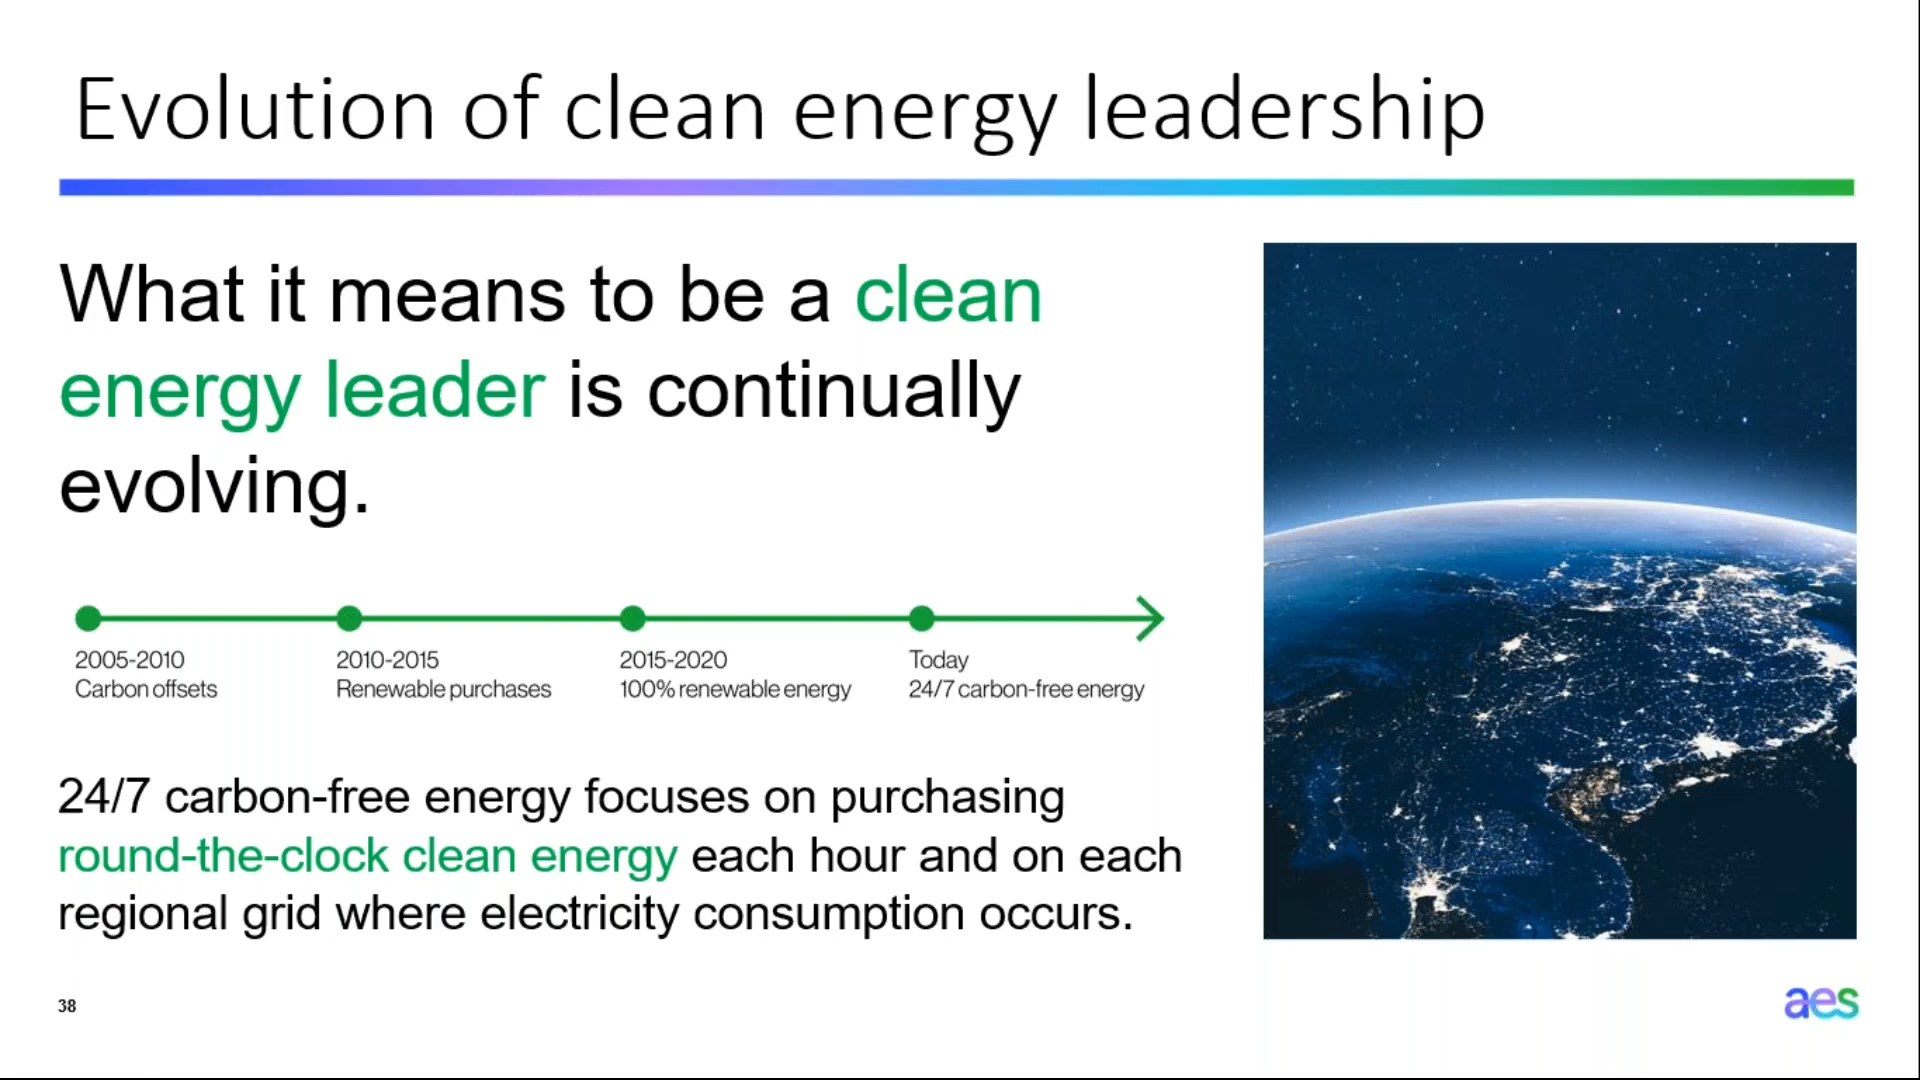 Evolution of clean energy leadership
What it means to be a clean
energy leader is continually
evolving.
2005-2010
Carbon offsets
2010-2015
Renewable purchases
2015-2020
100% renewable energy
Today
24/7 carbon-free energy
24/7 carbon-free energy focuses on purchasing
round-the-clock clean energy each hour and on each
regional grid where electricity consumption occurs.
38
aes